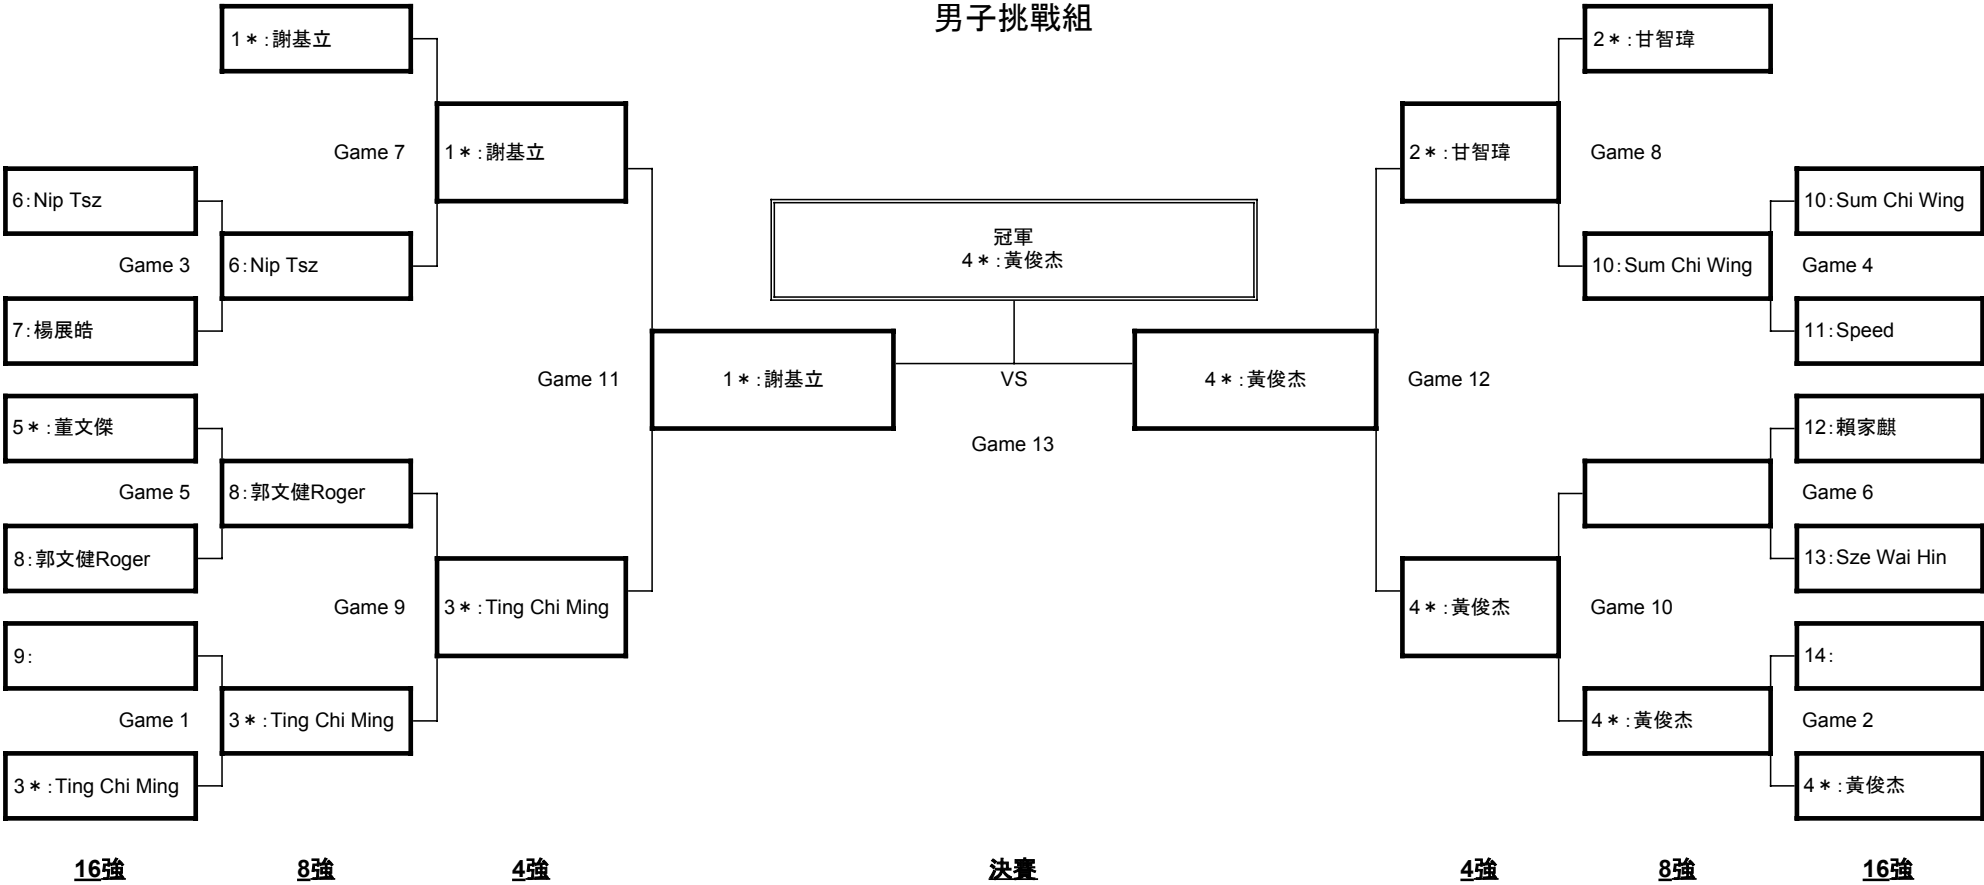 男子挑戰組
1＊:謝基立
2＊:甘智瑋
Game 7
1＊:謝基立
2＊:甘智瑋
Game 8
6:Nip Tsz
10:Sum Chi Wing
冠軍
4＊:黃俊杰
Game 3
6:Nip Tsz
10:Sum Chi Wing
Game 4
7:楊展皓
11:Speed
Game 11
1＊:謝基立
VS
4＊:黃俊杰
Game 12
5＊:董文傑
12:賴家麒
Game 13
Game 5
8:郭文健Roger
Game 6
8:郭文健Roger
13:Sze Wai Hin
Game 9
3＊:Ting Chi Ming
4＊:黃俊杰
Game 10
9:
14:
Game 1
3＊:Ting Chi Ming
4＊:黃俊杰
Game 2
3＊:Ting Chi Ming
4＊:黃俊杰
16強
8強
4強
決賽
4強
8強
16強